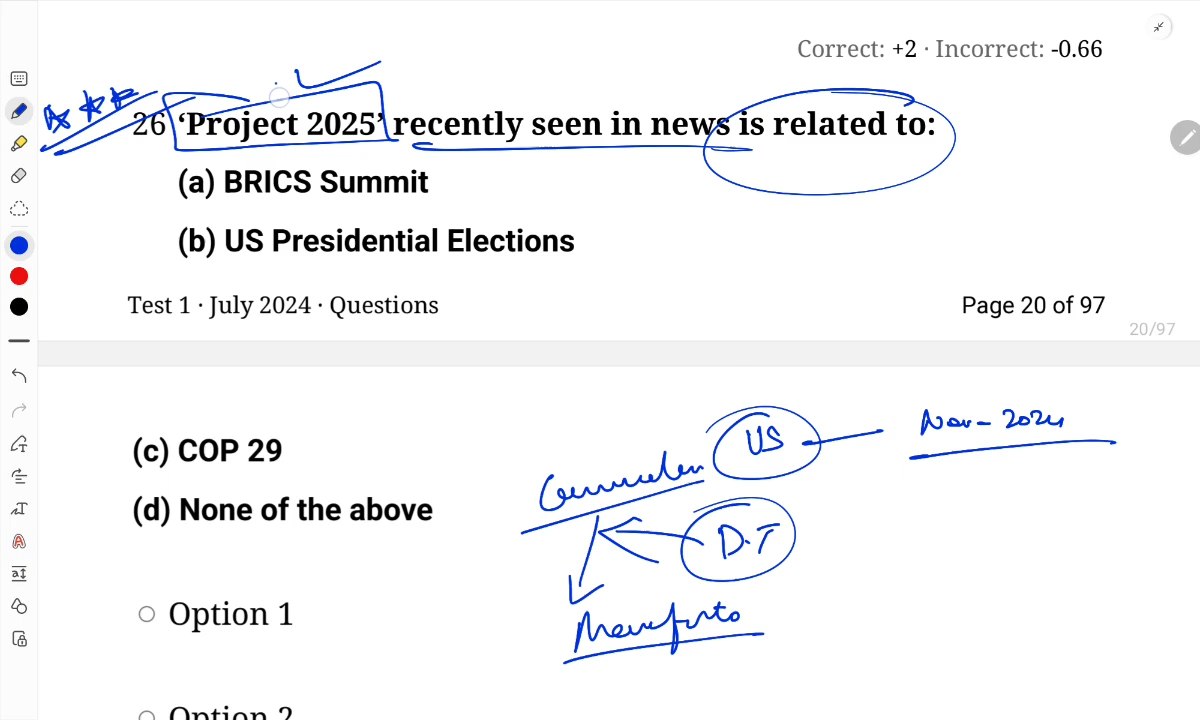 Correct: +2 · Incorrect: -0.66
26 ‘Project 2025’ recently seen in news is related to:
(a) BRICS Summit
(b) US Presidential Elections
Test 1 · July 2024 · Questions
Page 20 of 97
20/97
(c) COP 29
(d) None of the above
US
Nov - 2024
D.T
Option 1
Option 2